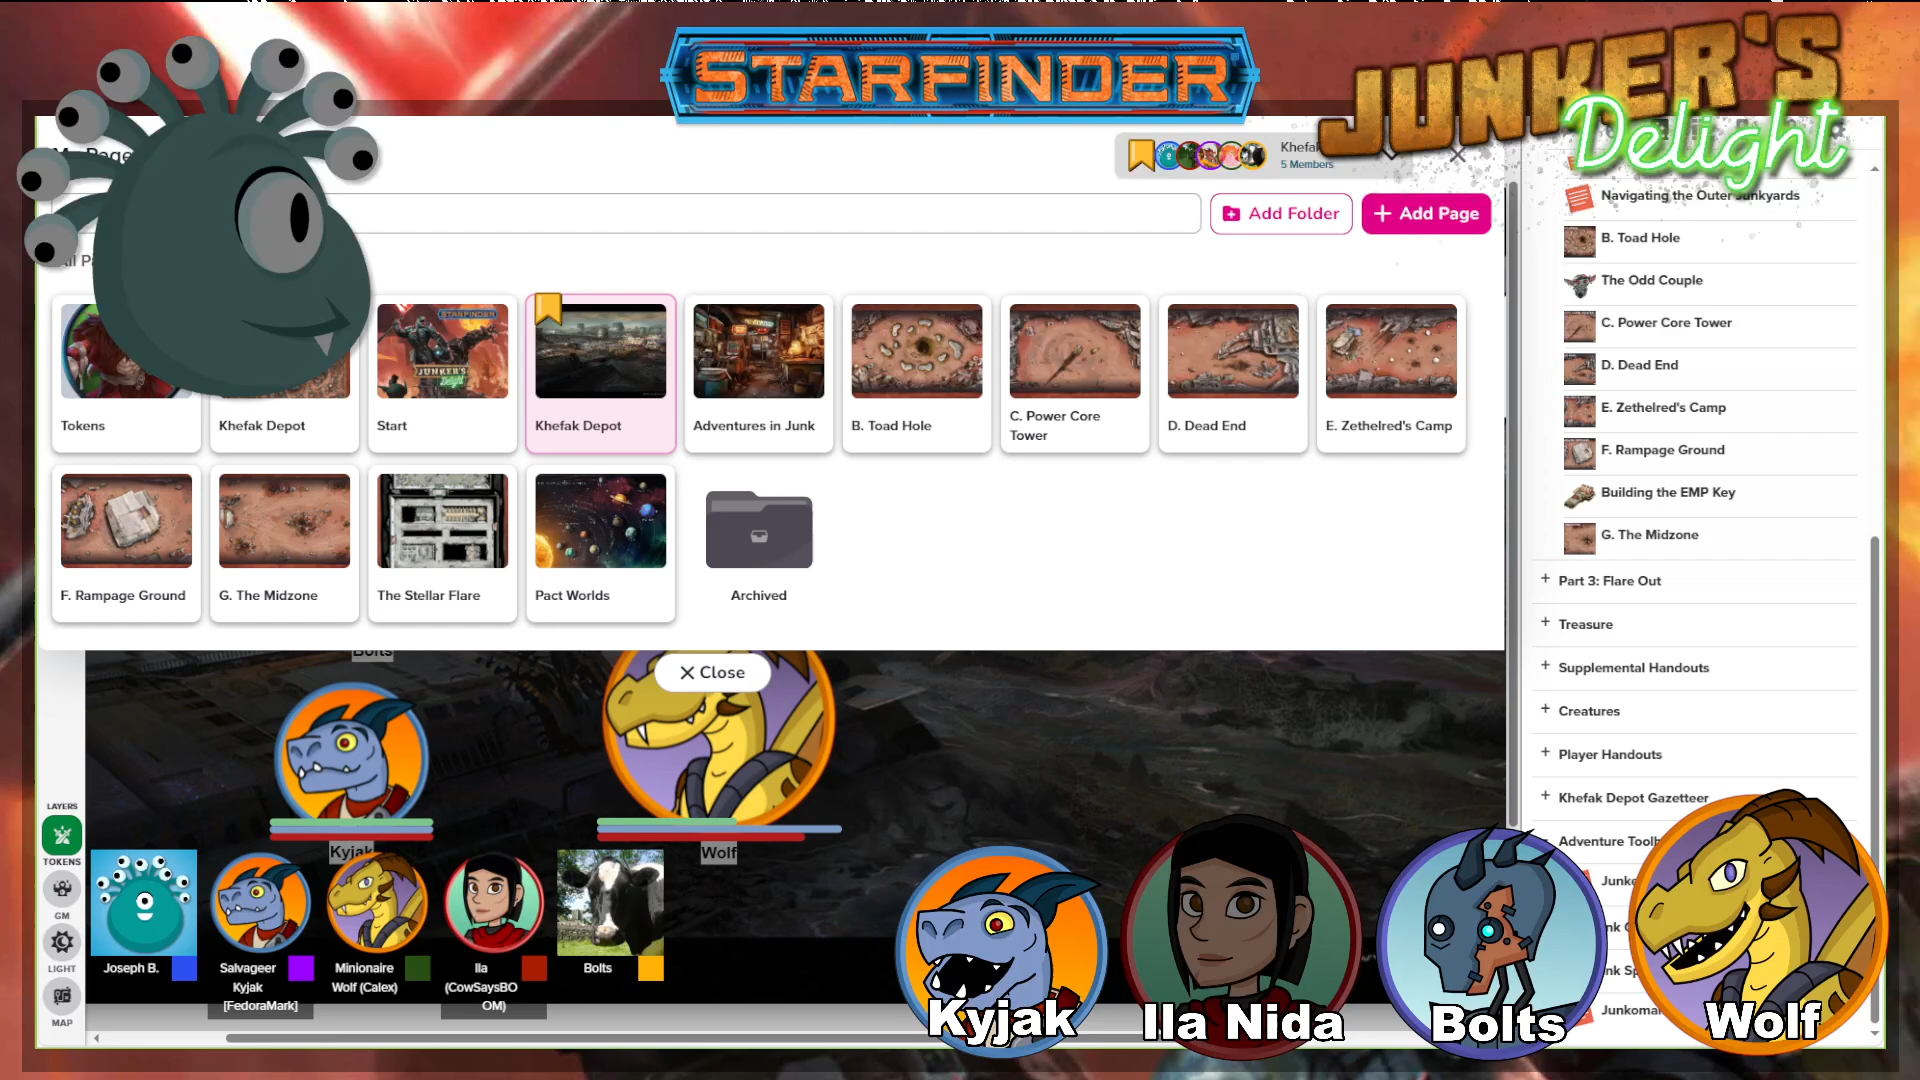 STARFINDER
JUNKER'S
Delight
5 Members
Add Folder
+ Add Page
Tokens
Khefak Depot
Start
Khefak Depot
Adventures in Junk
B. Toad Hole
C. Power Core
Tower
D. Dead End
E. Zethelred's Camp
F. Rampage Ground
G. The Midzone
The Stellar Flare
Pact Worlds
Archived
Close
Bolts
Kyjak
Wolf
LAYERS
TOKENS
GM
LIGHT
MAP
Joseph B.
Salvageer
Kyjak
[FedoraMark]
Minionaire
Wolf (Calex)
Ila
(CowSaysBO
OM)
Bolts
Navigating the Outer Junkyards
B. Toad Hole
The Odd Couple
C. Power Core Tower
D. Dead End
E. Zethelred's Camp
F. Rampage Ground
Building the EMP Key
G. The Midzone
+ Part 3: Flare Out
+ Treasure
+ Supplemental Handouts
+ Creatures
+ Player Handouts
+ Khefak Depot Gazetteer
Kyjak
Ila Nida
Bolts
Wolf